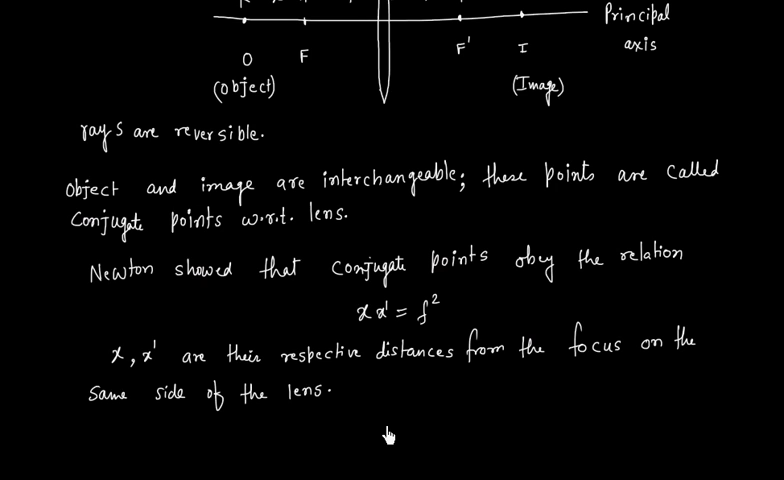 Principal
axis
O F F' I
(object) (Image)
rays are reversible.
Object and image are interchangeable; these points are called
Conjugate points w.r.t. lens.
Newton showed that conjugate points obey the relation
x x' = f²
x, x' are their respective distances from the focus on the
same side of the lens.